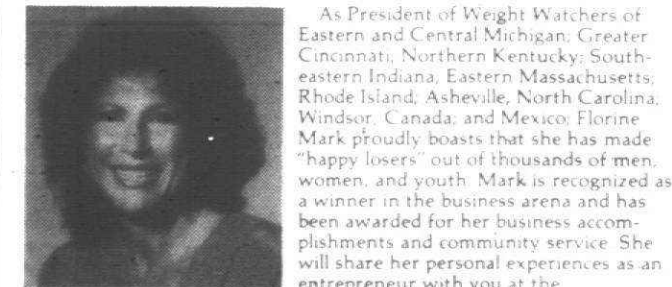 As President of Weight Watchers of
Eastern and Central Michigan; Greater
Cincinnati; Northern Kentucky; South-
eastern Indiana; Eastern Massachusetts;
Rhode Island; Asheville, North Carolina,
Windsor, Canada; and Mexico; Florine
Mark proudly boasts that she has made
"happy losers" out of thousands of men,
women, and youth. Mark is recognized as
a winner in the business arena and has
been awarded for her business accom-
plishments and community service. She
will share her personal experiences as an
entrepreneur with you at the